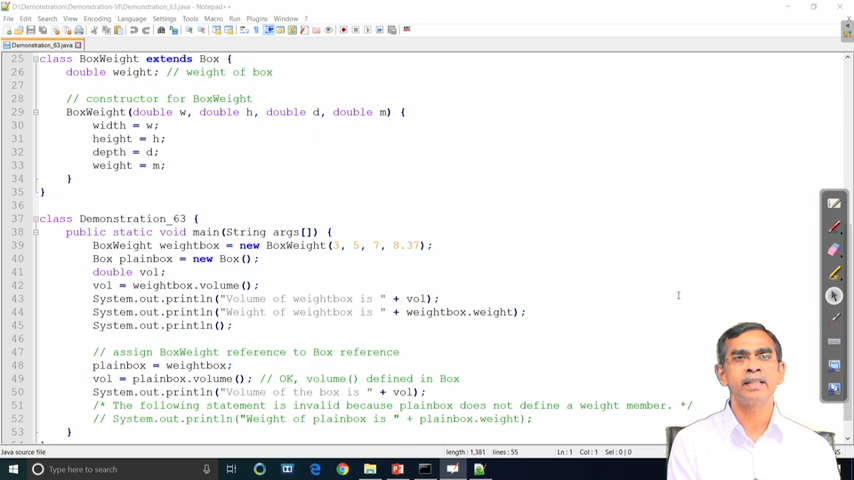 D:\Demonstration\Demonstration-VI\Demonstration_63.java - Notepad++
File Edit Search View Encoding Language Settings Tools Macro Run Plugins Window ?
Demonstration_63.java
25 class BoxWeight extends Box {
26 double weight; // weight of box
27
28 // constructor for BoxWeight
29 BoxWeight(double w, double h, double d, double m) {
30 width = w;
31 height = h;
32 depth = d;
33 weight = m;
34 }
35 }
36
37 class Demonstration_63 {
38 public static void main(String args[]) {
39 BoxWeight weightbox = new BoxWeight(3, 5, 7, 8.37);
40 Box plainbox = new Box();
41 double vol;
42 vol = weightbox.volume();
43 System.out.println("Volume of weightbox is " + vol);
44 System.out.println("Weight of weightbox is " + weightbox.weight);
45 System.out.println();
46
47 // assign BoxWeight reference to Box reference
48 plainbox = weightbox;
49 vol = plainbox.volume(); // OK, volume() defined in Box
50 System.out.println("Volume of the box is " + vol);
51 /* The following statement is invalid because plainbox does not define a weight member. */
52 // System.out.println("Weight of plainbox is " + plainbox.weight);
53 }
Java source file length : 1,381 lines : 55 Ln : 1 Col : 1 Sel : 0 | 0
Type here to search